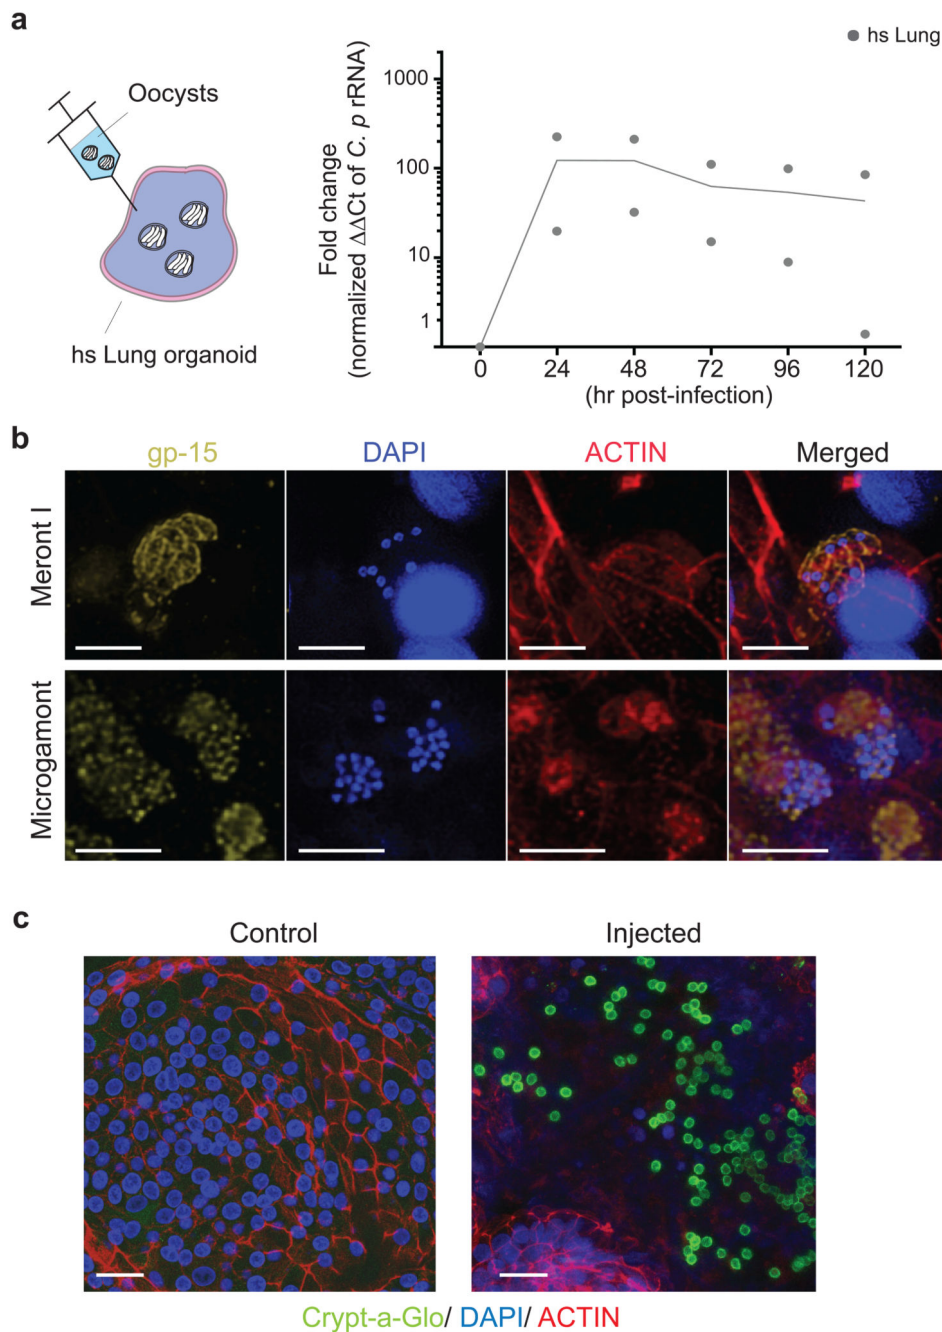 a
Oocysts
hs Lung organoid
hs Lung
Fold change
(normalized ΔΔCt of C. p rRNA)
1000
100
10
1
0 24 48 72 96 120
(hr post-infection)
b
gp-15 DAPI ACTIN Merged
Meront I
Microgamont
c
Control Injected
Crypt-a-Glo/ DAPI/ ACTIN